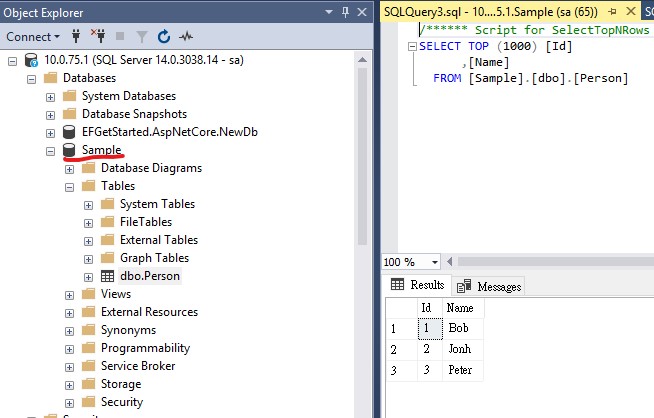 Object Explorer
Connect
10.0.75.1 (SQL Server 14.0.3038.14 - sa)
Databases
System Databases
Database Snapshots
EFGetStarted.AspNetCore.NewDb
Sample
Database Diagrams
Tables
System Tables
FileTables
External Tables
Graph Tables
dbo.Person
Views
External Resources
Synonyms
Programmability
Service Broker
Storage
Security
SQLQuery3.sql - 10....5.1.Sample (sa (65))
/****** Script for SelectTopNRows
SELECT TOP (1000) [Id]
,[Name]
FROM [Sample].[dbo].[Person]
100 %
Results Messages
Id Name
1 1 Bob
2 2 Jonh
3 3 Peter